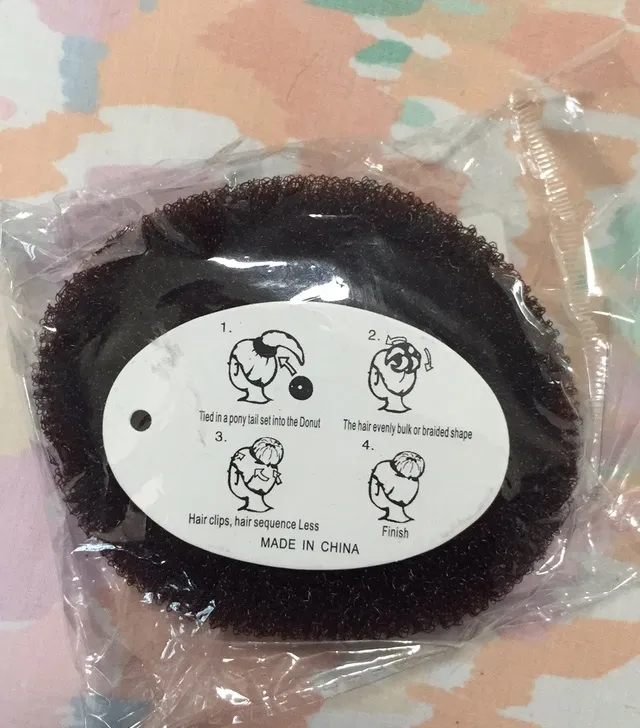 1.
2.
Tied in a pony tail set into the Donut
The hair evenly bulk or braided shape
3.
4.
Hair clips, hair sequence Less
Finish
MADE IN CHINA